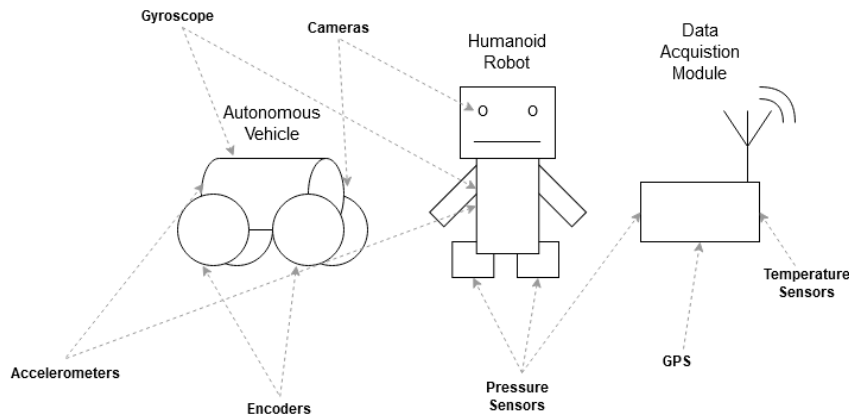 Gyroscope
Cameras
Humanoid
Robot
Data
Acquistion
Module
Autonomous
Vehicle
Temperature
Sensors
GPS
Accelerometers
Pressure
Sensors
Encoders